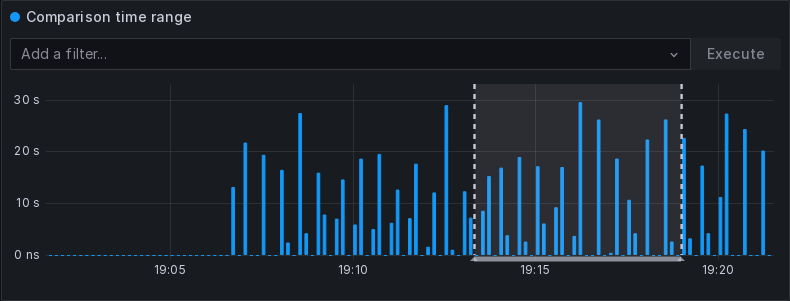 Comparison time range
Add a filter...
Execute
30 s
20 s
10 s
0 ns
19:05 19:10 19:15 19:20